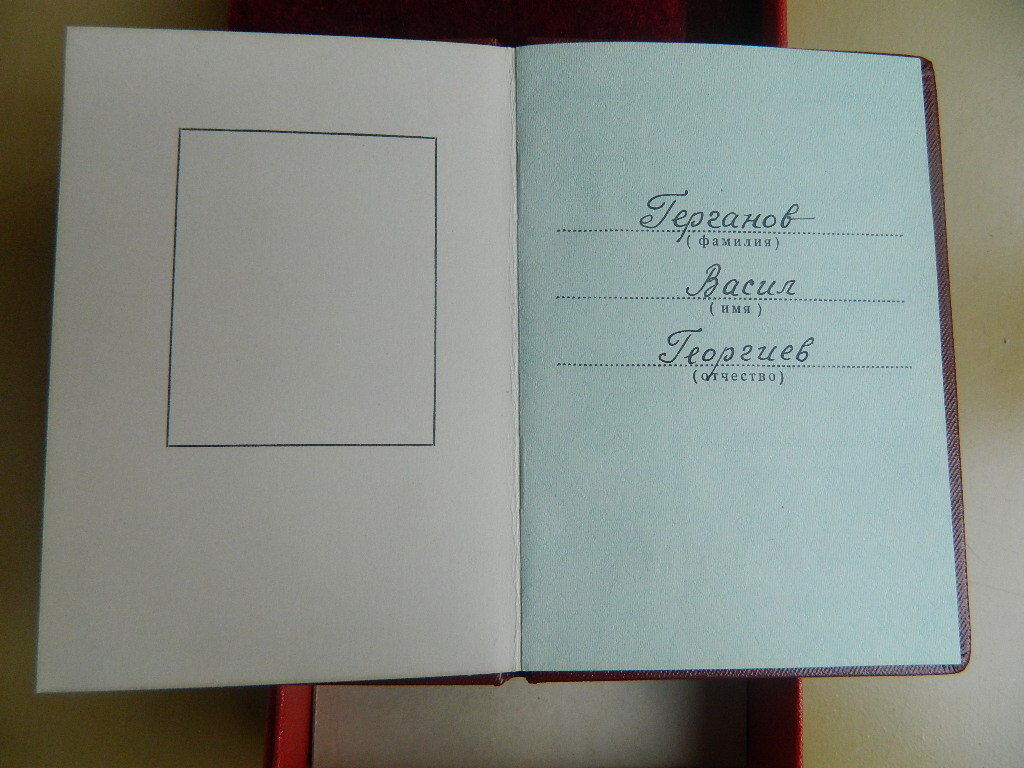 Герганов
( фамилия)
Васил
( имя )
Георгиев
(отчество)